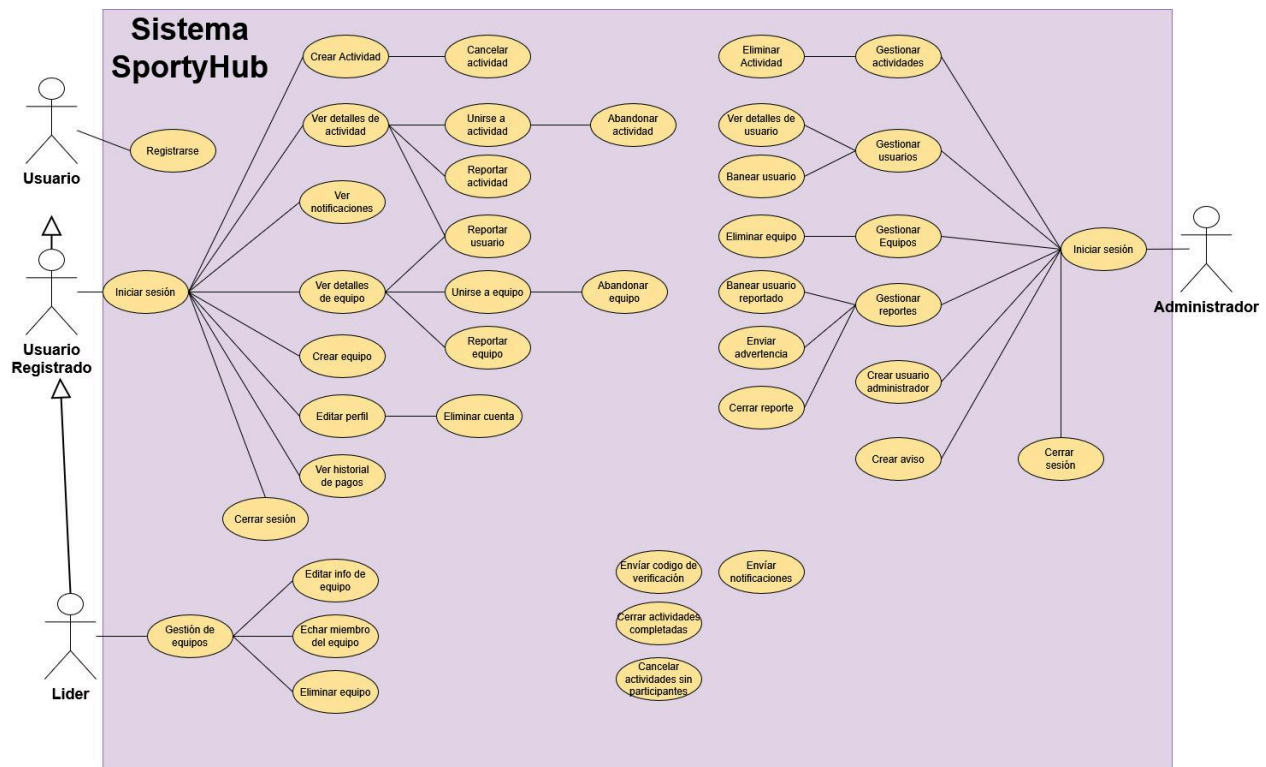 Sistema
SportyHub
Usuario
Registrarse
Usuario
Registrado
Iniciar sesión
Lider
Crear Actividad
Cancelar
actividad
Ver detalles de
actividad
Unirse a
actividad
Abandonar
actividad
Reportar
actividad
Ver
notificaciones
Reportar
usuario
Ver detalles
de equipo
Unirse a equipo
Abandonar
equipo
Crear equipo
Reportar
equipo
Editar perfil
Eliminar cuenta
Ver historial
de pagos
Cerrar sesión
Gestión de
equipos
Editar info de
equipo
Echar miembro
del equipo
Eliminar equipo
Eliminar
Actividad
Gestionar
actividades
Ver detalles de
usuario
Gestionar
usuarios
Banear usuario
Eliminar equipo
Gestionar
Equipos
Banear usuario
reportado
Gestionar
reportes
Enviar
advertencia
Cerrar reporte
Crear usuario
administrador
Crear aviso
Cerrar
sesión
Iniciar sesión
Administrador
Envíar codigo de
verificación
Envíar
notificaciones
Cerrar actividades
completadas
Cancelar
actividades sin
participantes